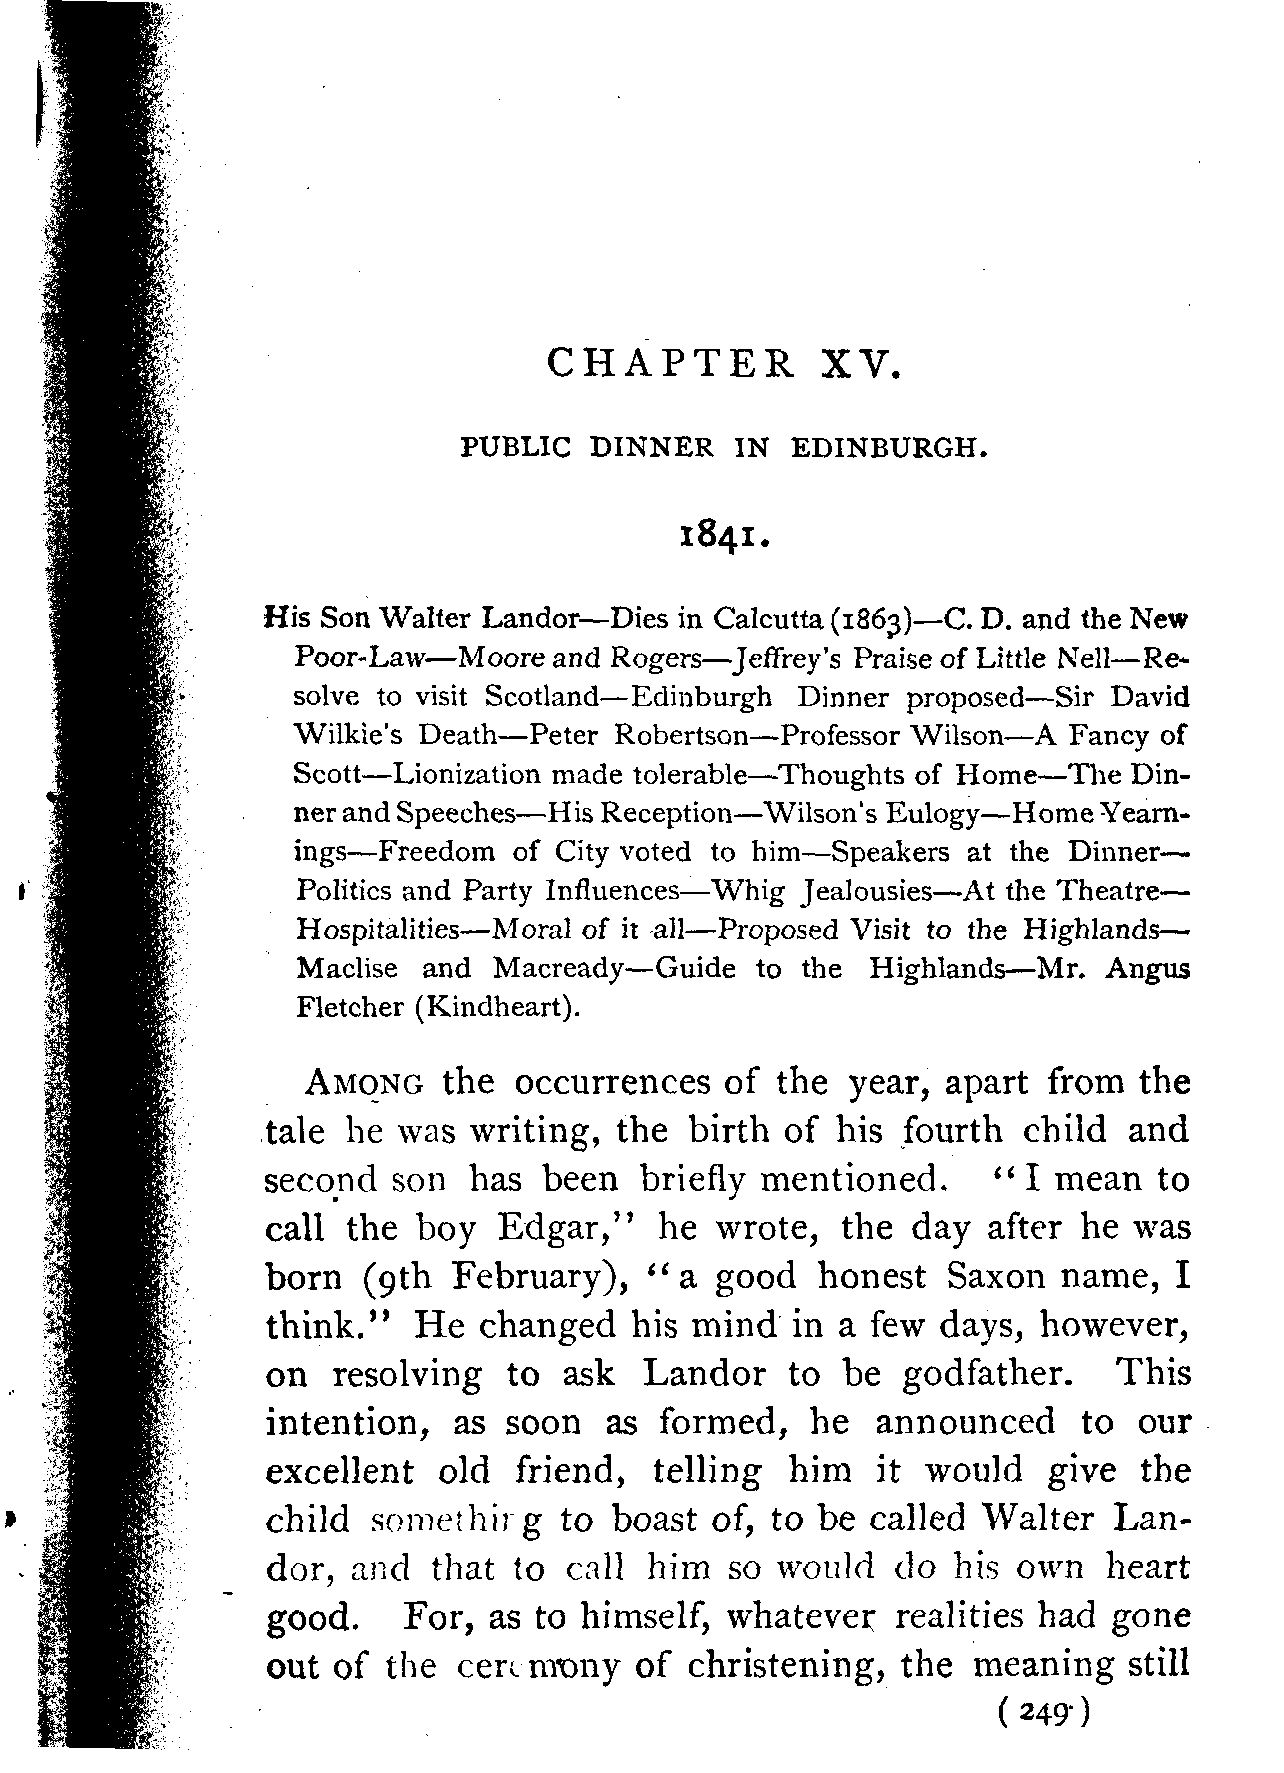 CHAPTER XV.
PUBLIC DINNER IN EDINBURGH.
1841.
His Son Walter Landor—Dies in Calcutta (1863)—C. D. and the New
Poor-Law—Moore and Rogers—Jeffrey's Praise of Little Nell—Re-
solve to visit Scotland—Edinburgh Dinner proposed—Sir David
Wilkie's Death—Peter Robertson—Professor Wilson—A Fancy of
Scott—Lionization made tolerable—Thoughts of Home—The Din-
ner and Speeches—His Reception—Wilson's Eulogy—Home Yearn-
ings—Freedom of City voted to him—Speakers at the Dinner—
Politics and Party Influences—Whig Jealousies—At the Theatre—
Hospitalities—Moral of it all—Proposed Visit to the Highlands—
Maclise and Macready—Guide to the Highlands—Mr. Angus
Fletcher (Kindheart).
AMONG the occurrences of the year, apart from the
tale he was writing, the birth of his fourth child and
second son has been briefly mentioned. "I mean to
call the boy Edgar," he wrote, the day after he was
born (9th February), "a good honest Saxon name, I
think." He changed his mind in a few days, however,
on resolving to ask Landor to be godfather. This
intention, as soon as formed, he announced to our
excellent old friend, telling him it would give the
child something to boast of, to be called Walter Lan-
dor, and that to call him so would do his own heart
good. For, as to himself, whatever realities had gone
out of the ceremony of christening, the meaning still
(249)